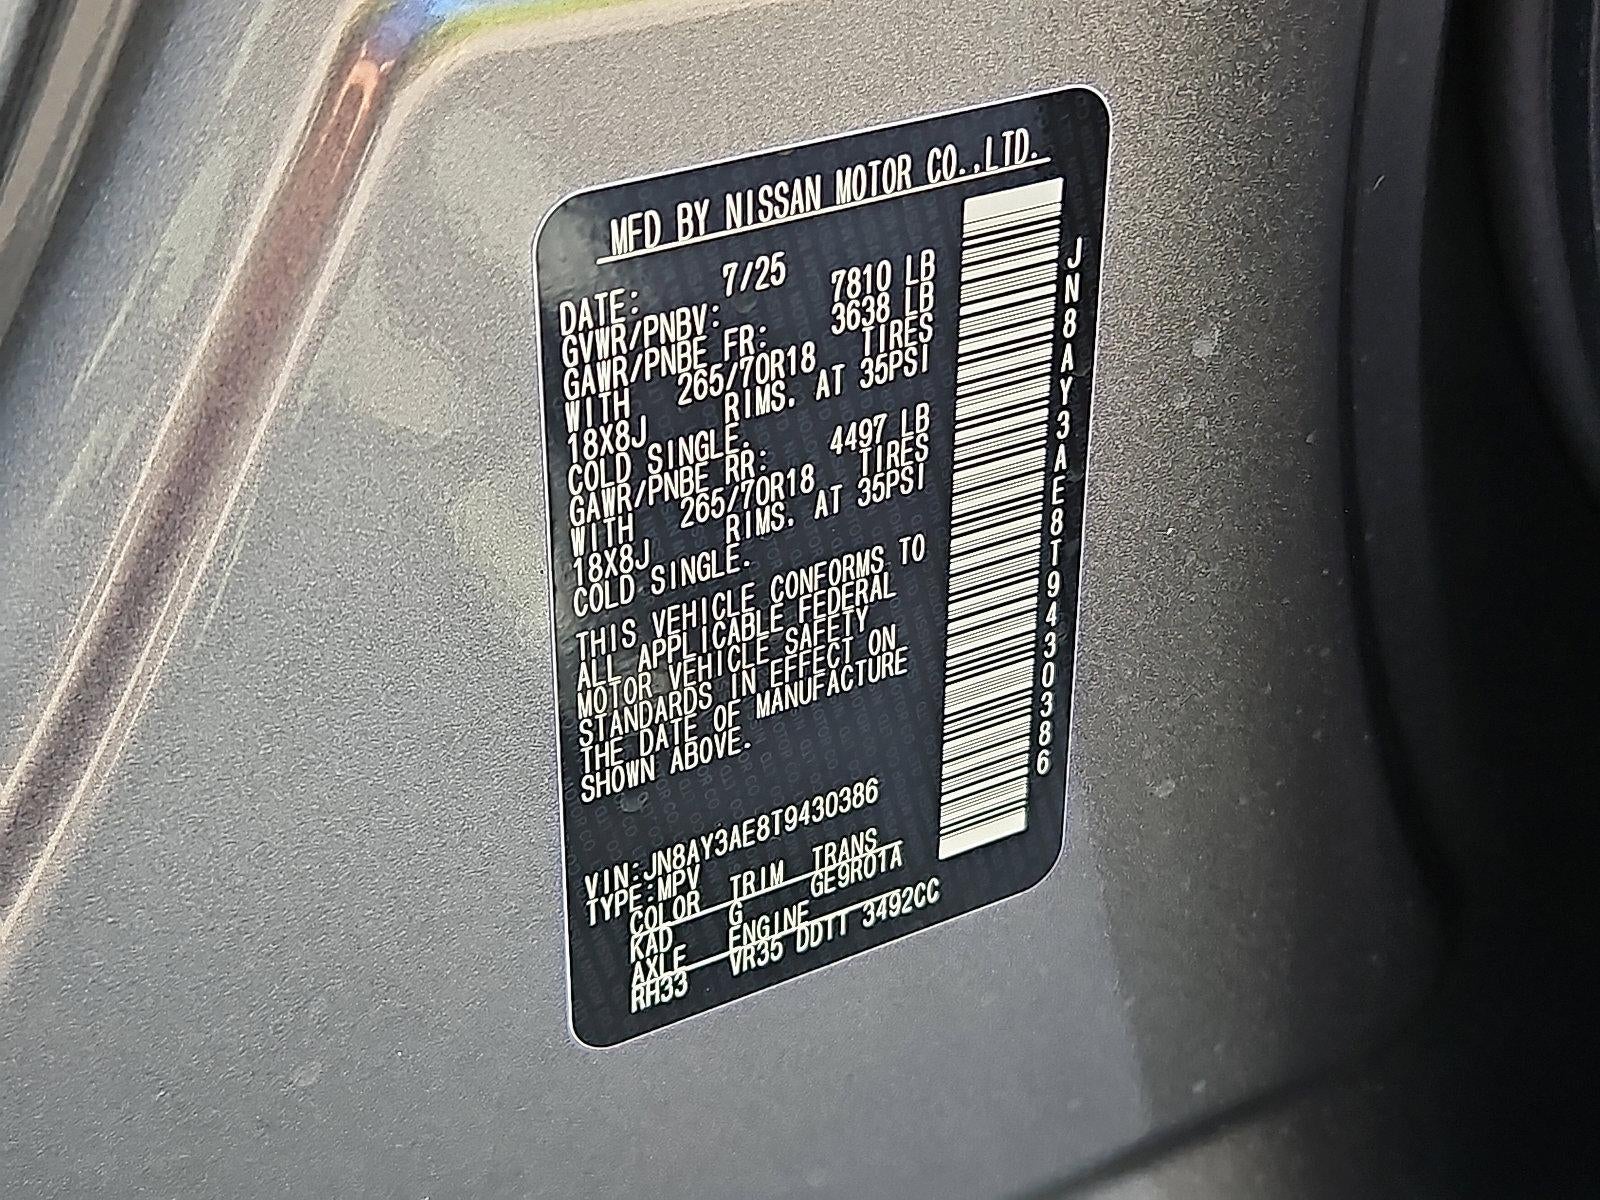 MFD BY NISSAN MOTOR CO.,LTD.
DATE: 7/25
GVWR/PNBV: 7810 LB
GAWR/PNBE FR: 3638 LB
WITH 265/70R18 TIRES
18X8J RIMS. AT 35PSI
COLD SINGLE.
GAWR/PNBE RR: 4497 LB
WITH 265/70R18 TIRES
18X8J RIMS. AT 35PSI
COLD SINGLE.
THIS VEHICLE CONFORMS TO
ALL APPLICABLE FEDERAL
MOTOR VEHICLE SAFETY
STANDARDS IN EFFECT ON
THE DATE OF MANUFACTURE
SHOWN ABOVE.
VIN:JN8AY3AE8T9430386
TYPE:MPV
COLOR TRIM TRANS
KAD G GE9R01A
AXLE ENGINE
RH33 VR35 DDTT 3492CC
JN8AY3AE8T9430386